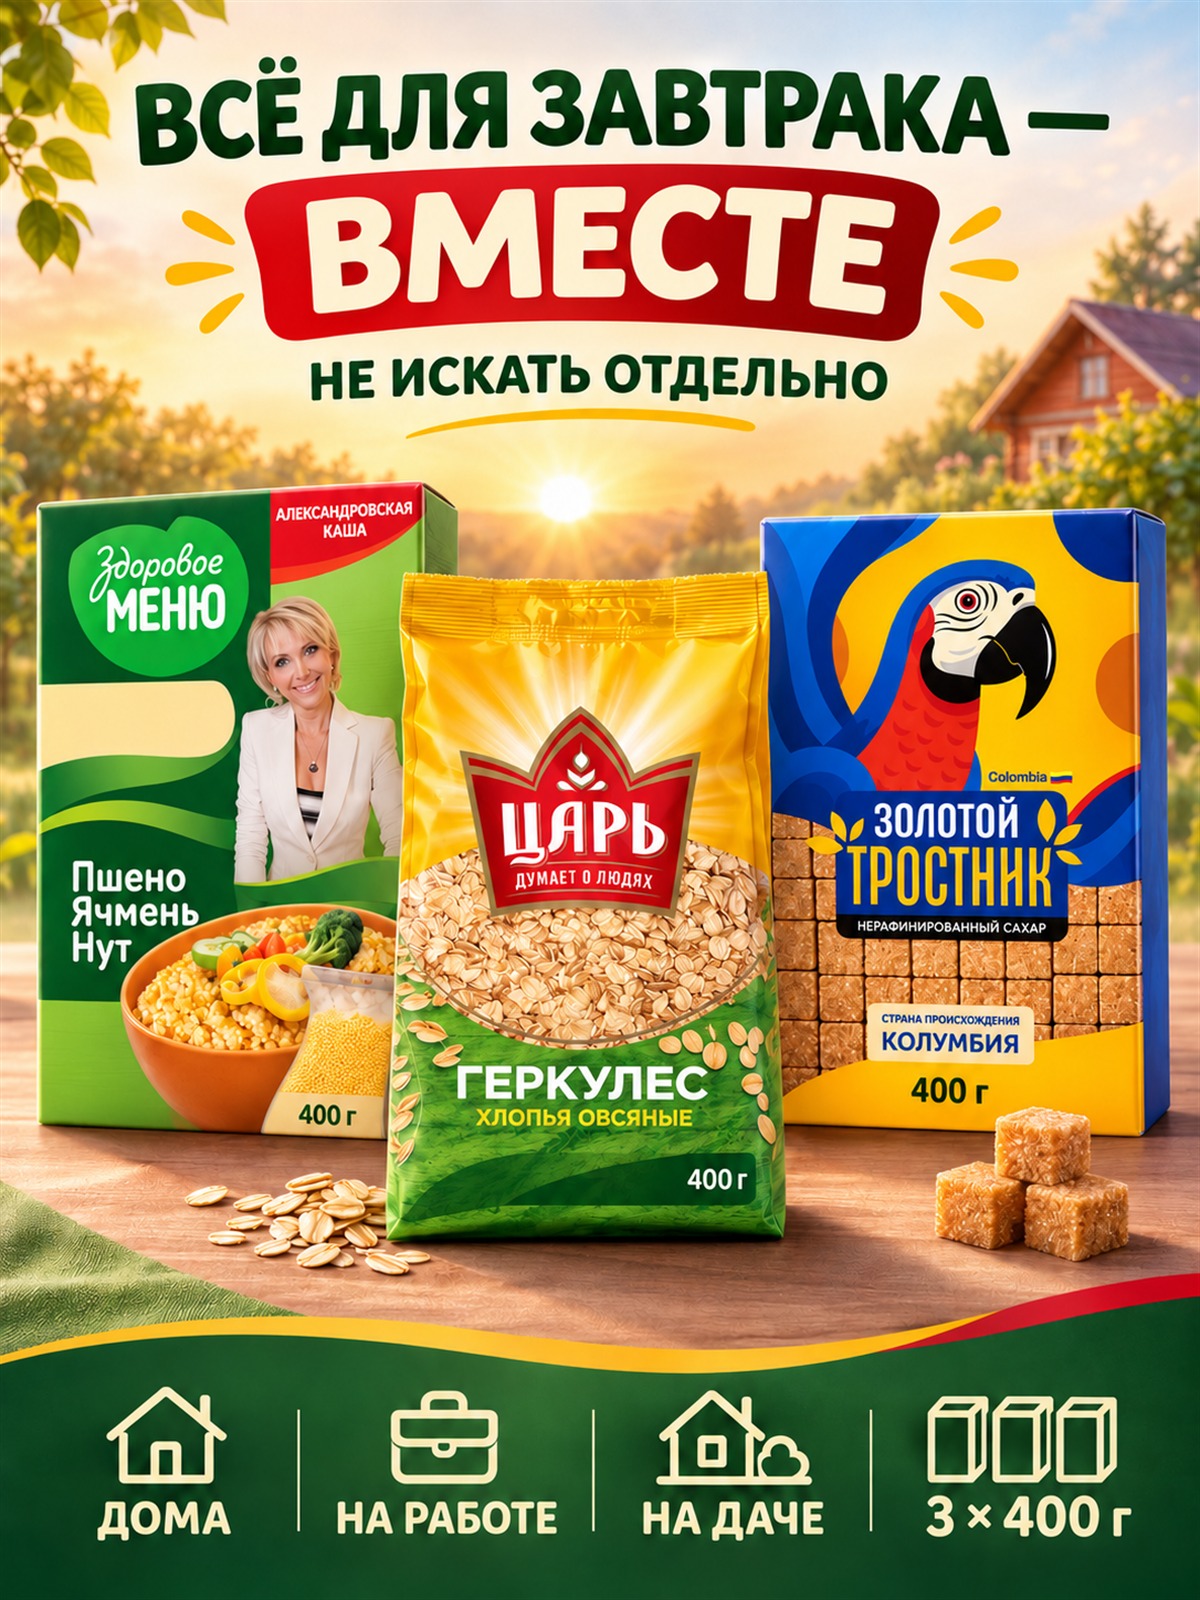 ВСЁ ДЛЯ ЗАВТРАКА —
ВМЕСТЕ
НЕ ИСКАТЬ ОТДЕЛЬНО
Здоровое
МЕНЮ
АЛЕКСАНДРОВСКАЯ
КАША
Пшено
Ячмень
Нут
400 г
ЦАРЬ
ДУМАЕТ О ЛЮДЯХ
ГЕРКУЛЕС
ХЛОПЬЯ ОВСЯНЫЕ
400 г
Colombia
ЗОЛОТОЙ
ТРОСТНИК
НЕРАФИНИРОВАННЫЙ САХАР
СТРАНА ПРОИСХОЖДЕНИЯ
КОЛУМБИЯ
400 г
ДОМА
НА РАБОТЕ
НА ДАЧЕ
3 × 400 г